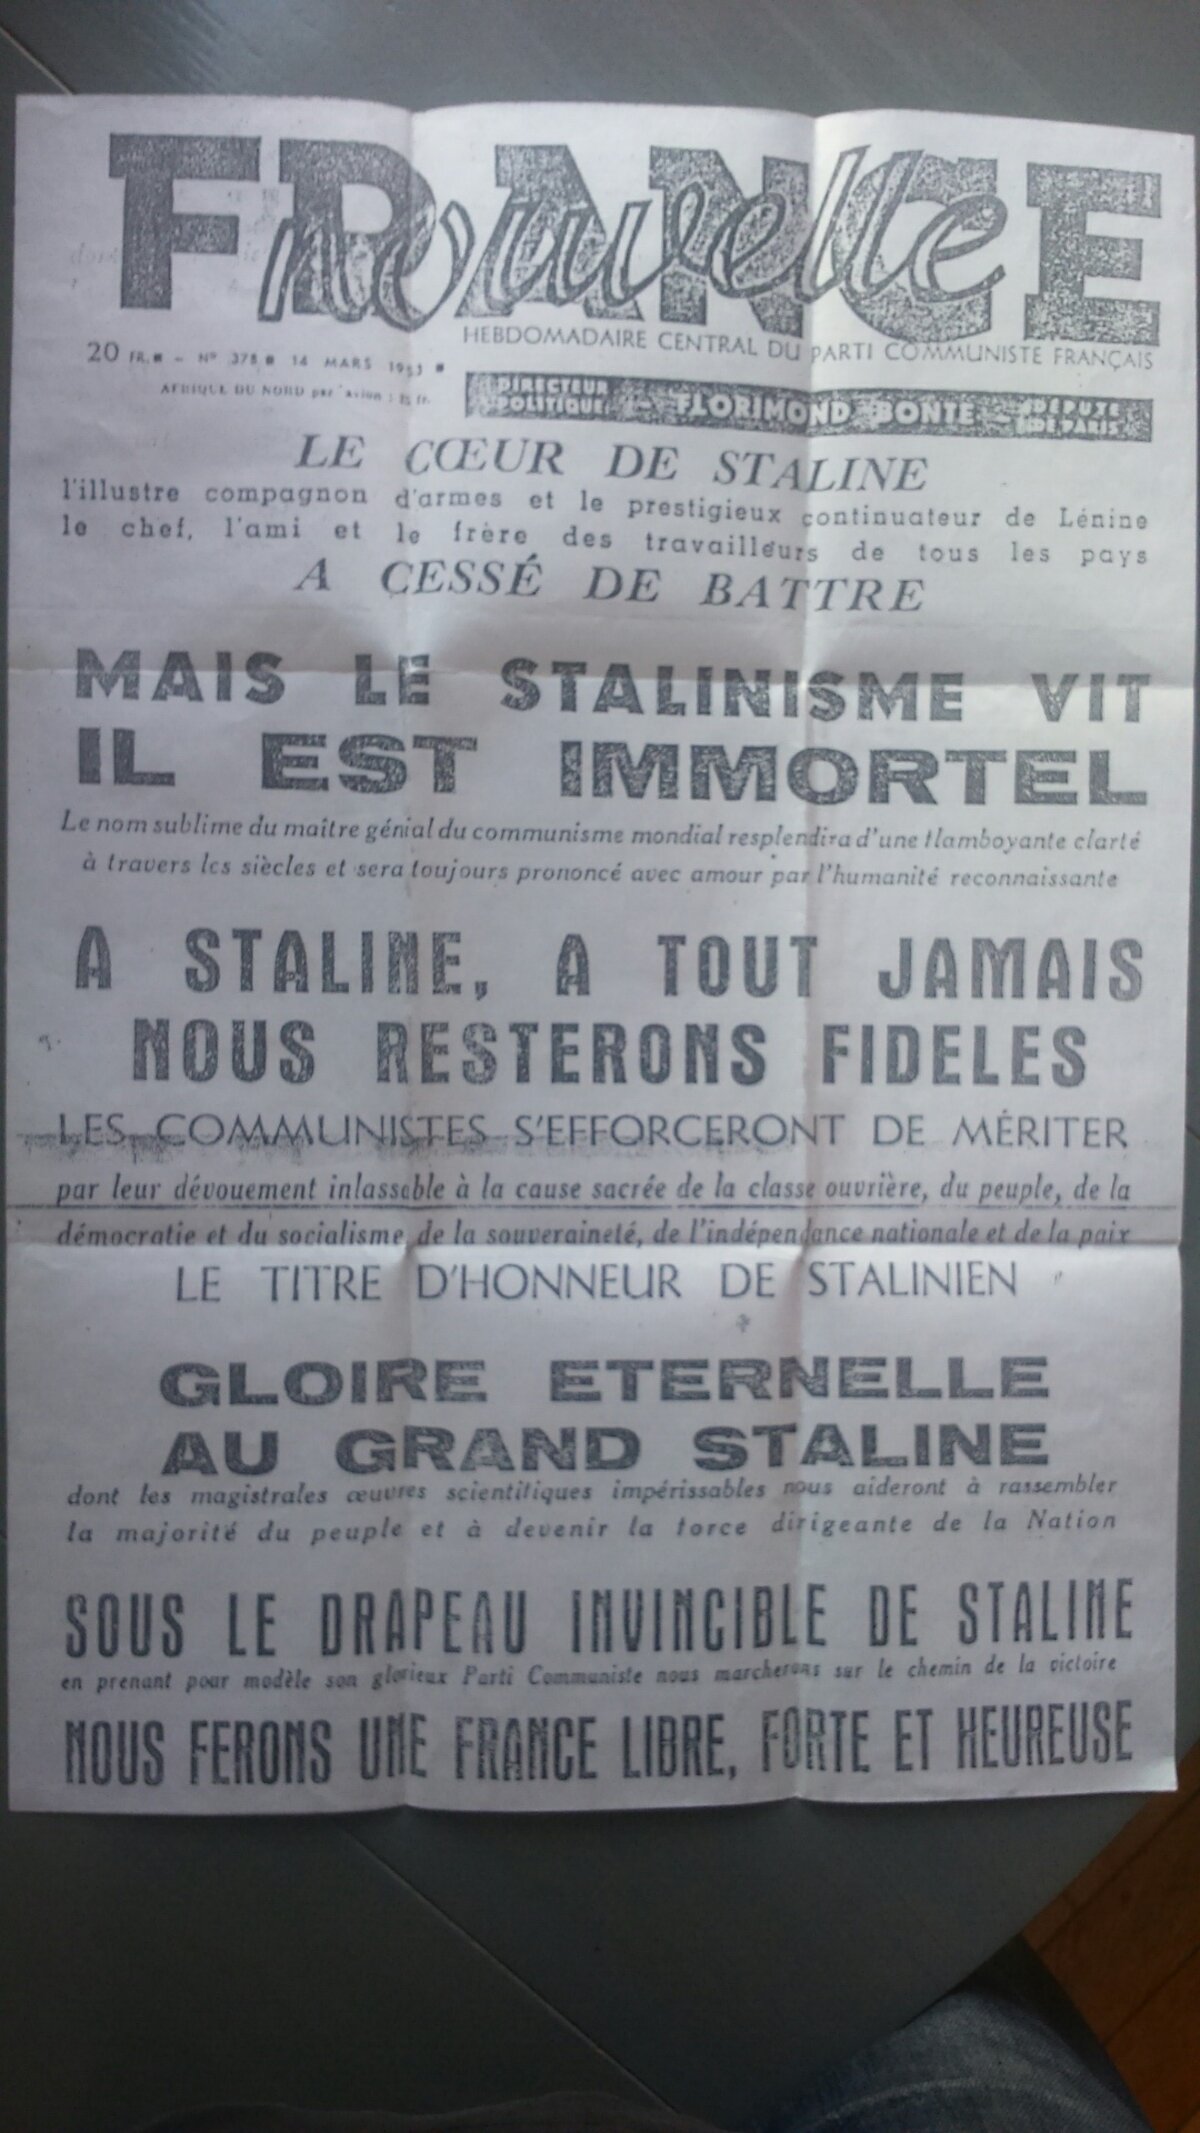 FRANCE
nouvelle
HEBDOMADAIRE CENTRAL DU PARTI COMMUNISTE FRANÇAIS
20 FR. ■ - Nº 378 ■ 14 MARS 1953 ■
AFRIQUE DU NORD par avion :
DIRECTEUR POLITIQUE: FLORIMOND BONTE DÉPUTÉ DE PARIS
LE CŒUR DE STALINE
l'illustre compagnon d'armes et le prestigieux continuateur de Lénine
le chef, l'ami et le frère des travailleurs de tous les pays
A CESSÉ DE BATTRE
MAIS LE STALINISME VIT
IL EST IMMORTEL
Le nom sublime du maître génial du communisme mondial resplendira d'une flamboyante clarté
à travers les siècles et sera toujours prononcé avec amour par l'humanité reconnaissante
A STALINE, A TOUT JAMAIS
NOUS RESTERONS FIDELES
LES COMMUNISTES S'EFFORCERONT DE MÉRITER
par leur dévouement inlassable à la cause sacrée de la classe ouvrière, du peuple, de la
démocratie et du socialisme, de la souveraineté, de l'indépendance nationale et de la paix
LE TITRE D'HONNEUR DE STALINIEN
GLOIRE ETERNELLE
AU GRAND STALINE
dont les magistrales œuvres scientifiques impérissables nous aideront à rassembler
la majorité du peuple et à devenir la force dirigeante de la Nation
SOUS LE DRAPEAU INVINCIBLE DE STALINE
en prenant pour modèle son glorieux Parti Communiste nous marcherons sur le chemin de la victoire
NOUS FERONS UNE FRANCE LIBRE, FORTE ET HEUREUSE